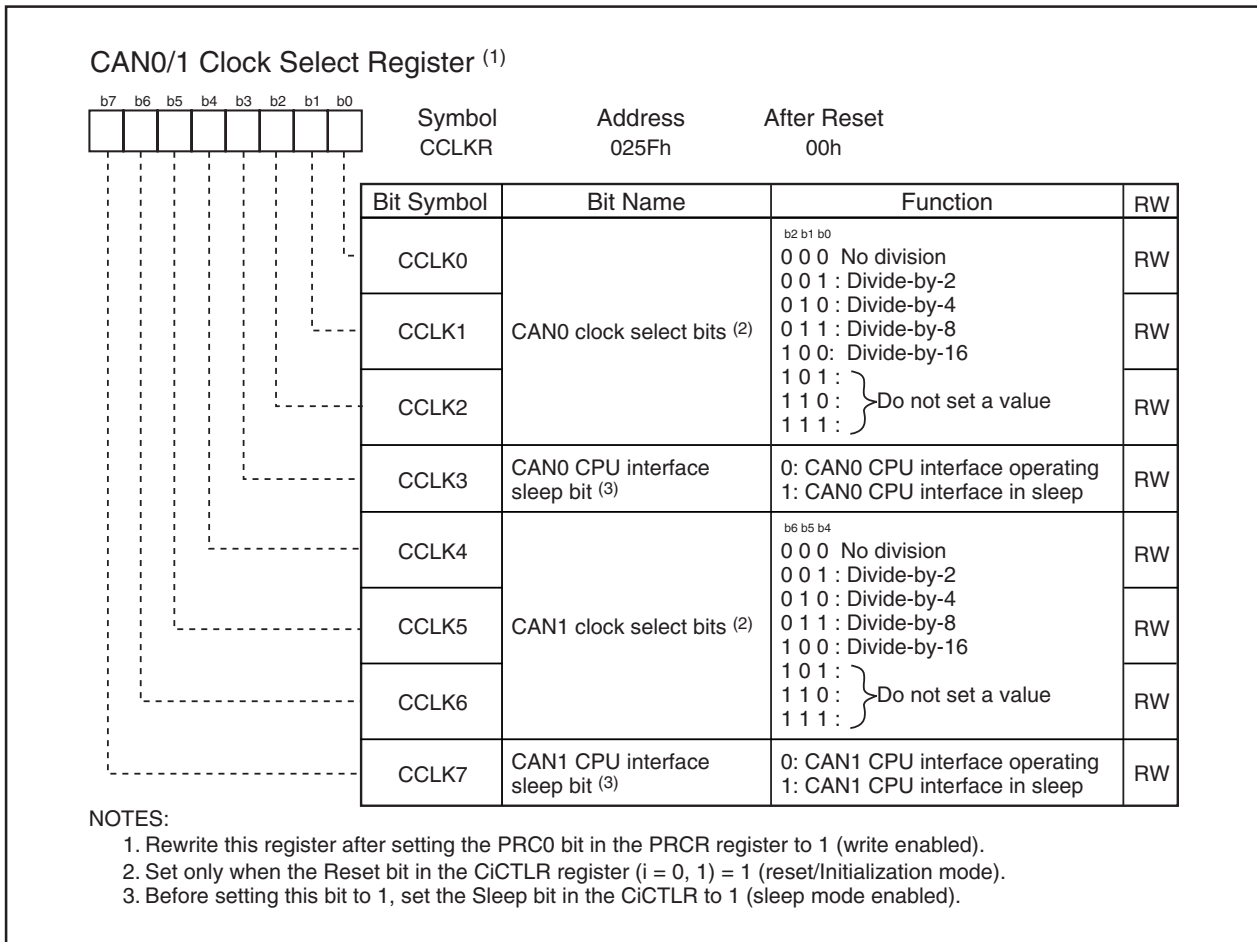 CAN0/1 Clock Select Register (1)
b7 b6 b5 b4 b3 b2 b1 b0
Symbol Address After Reset
CCLKR 025Fh 00h
Bit Symbol Bit Name Function RW
CCLK0 RW
CCLK1 CAN0 clock select bits (2) RW
CCLK2 RW
b2 b1 b0
0 0 0 No division
0 0 1 : Divide-by-2
0 1 0 : Divide-by-4
0 1 1 : Divide-by-8
1 0 0: Divide-by-16
1 0 1 :
1 1 0 : Do not set a value
1 1 1 :
CCLK3 CAN0 CPU interface 0: CAN0 CPU interface operating RW
sleep bit (3) 1: CAN0 CPU interface in sleep
CCLK4 RW
CCLK5 CAN1 clock select bits (2) RW
CCLK6 RW
b6 b5 b4
0 0 0 No division
0 0 1 : Divide-by-2
0 1 0 : Divide-by-4
0 1 1 : Divide-by-8
1 0 0 : Divide-by-16
1 0 1 :
1 1 0 : Do not set a value
1 1 1 :
CCLK7 CAN1 CPU interface 0: CAN1 CPU interface operating RW
sleep bit (3) 1: CAN1 CPU interface in sleep
NOTES:
1. Rewrite this register after setting the PRC0 bit in the PRCR register to 1 (write enabled).
2. Set only when the Reset bit in the CiCTLR register (i = 0, 1) = 1 (reset/Initialization mode).
3. Before setting this bit to 1, set the Sleep bit in the CiCTLR to 1 (sleep mode enabled).